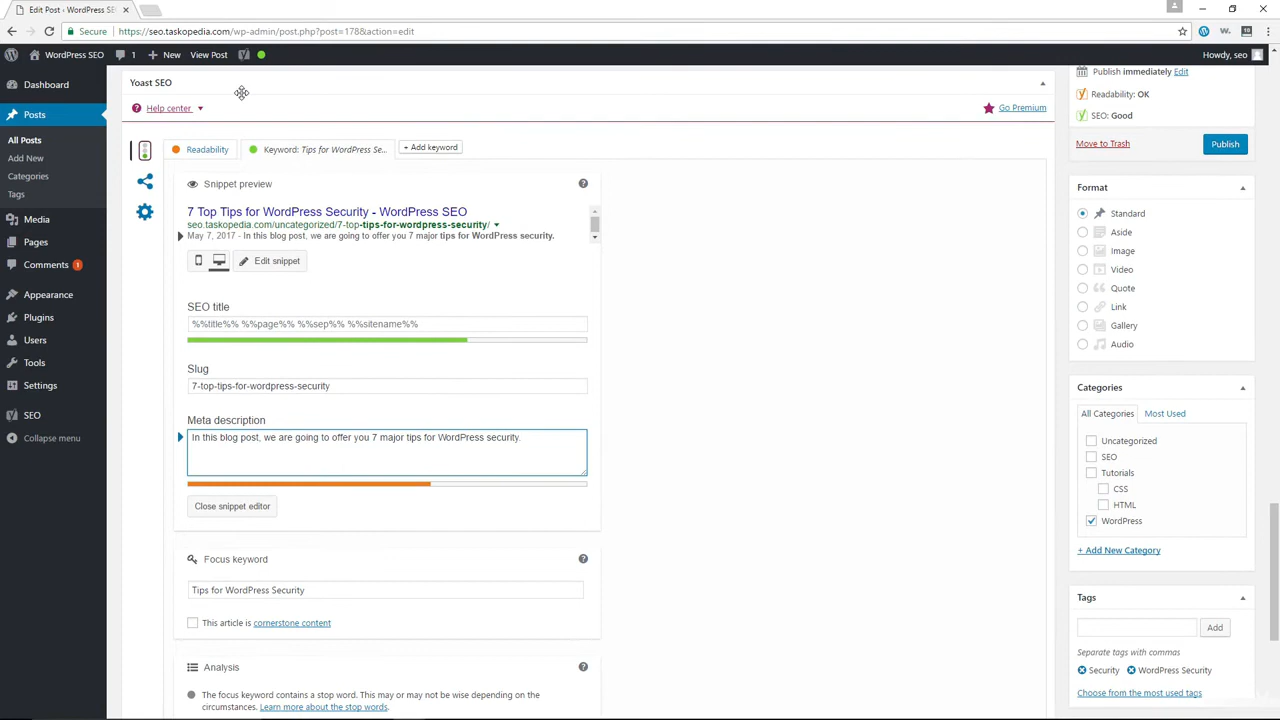 Edit Post ‹ WordPress SEO
Secure https://seo.taskopedia.com/wp-admin/post.php?post=1788&action=edit
WordPress SEO 1 New View Post Howdy, seo
Dashboard
Posts
All Posts
Add New
Categories
Tags
Media
Pages
Comments 1
Appearance
Plugins
Users
Tools
Settings
SEO
Collapse menu
Yoast SEO
Help center
Go Premium
Readability
Keyword: Tips for WordPress Se...
+ Add keyword
Snippet preview
7 Top Tips for WordPress Security - WordPress SEO
seo.taskopedia.com/uncategorized/7-top-tips-for-wordpress-security/
May 7, 2017 - In this blog post, we are going to offer you 7 major tips for WordPress security.
Edit snippet
SEO title
%%title%% %%page%% %%sep%% %%sitename%%
Slug
7-top-tips-for-wordpress-security
Meta description
In this blog post, we are going to offer you 7 major tips for WordPress security.
Close snippet editor
Focus keyword
Tips for WordPress Security
This article is cornerstone content
Analysis
The focus keyword contains a stop word. This may or may not be wise depending on the
circumstances. Learn more about the stop words.
Publish immediately Edit
Readability: OK
SEO: Good
Move to Trash
Publish
Format
Standard
Aside
Image
Video
Quote
Link
Gallery
Audio
Categories
All Categories
Most Used
Uncategorized
SEO
Tutorials
CSS
HTML
WordPress
+ Add New Category
Tags
Add
Separate tags with commas
Security
WordPress Security
Choose from the most used tags